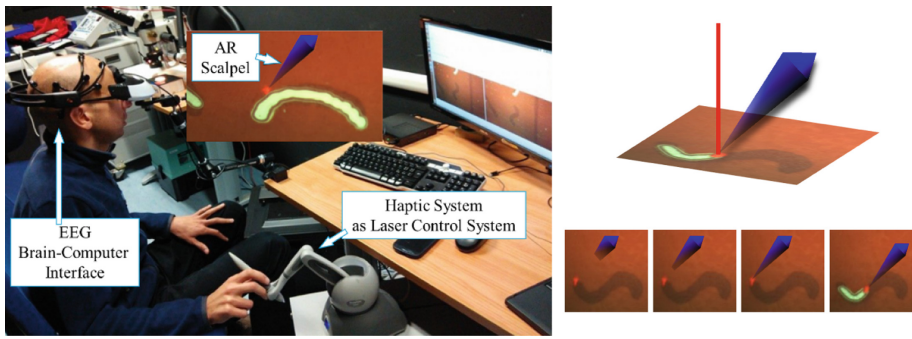 AR
Scalpel
Haptic System
as Laser Control System
EEG
Brain-Computer
Interface